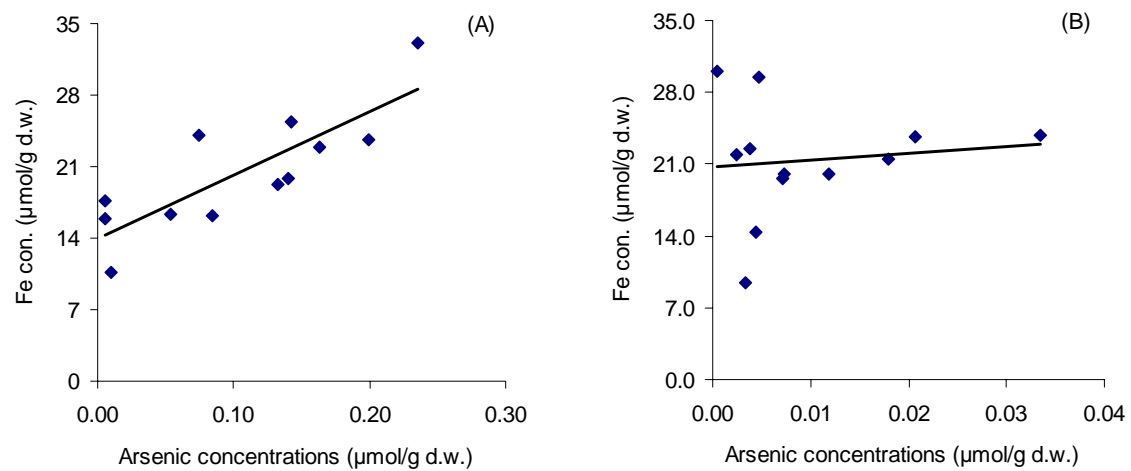 (A)
Fe con. (µmol/g d.w.)
35
28
21
14
7
0
0.00 0.10 0.20 0.30
Arsenic concentrations (µmol/g d.w.)
(B)
Fe con. (µmol/g d.w.)
35.0
28.0
21.0
14.0
7.0
0.0
0.00 0.01 0.02 0.03 0.04
Arsenic concentrations (µmol/g d.w.)